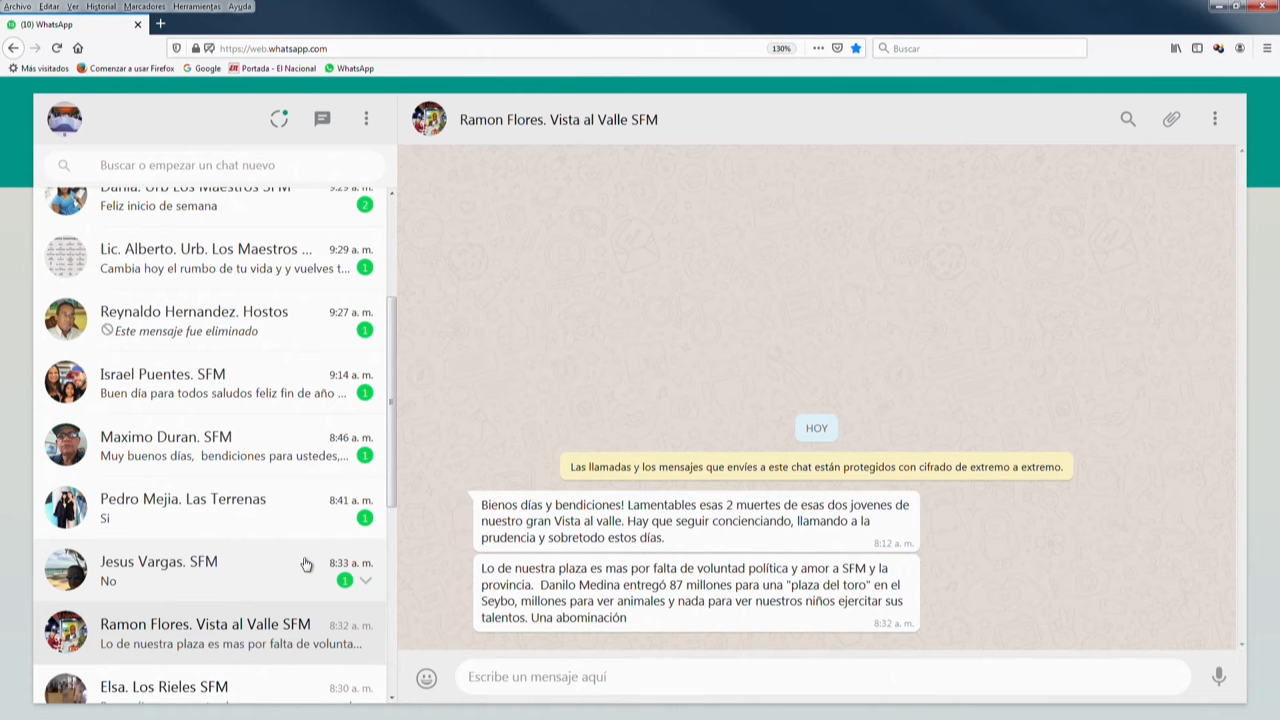 Archivo Editar Ver Historial Marcadores Herramientas Ayuda
(10) WhatsApp
https://web.whatsapp.com
130%
Buscar
Más visitados
Comenzar a usar Firefox
Google
Portada - El Nacional
WhatsApp
Ramon Flores. Vista al Valle SFM
Buscar o empezar un chat nuevo
Dania. Urb Los Maestros SFM 9:29 a. m.
Feliz inicio de semana 2
Lic. Alberto. Urb. Los Maestros ... 9:29 a. m.
Cambia hoy el rumbo de tu vida y y vuelves t... 1
Reynaldo Hernandez. Hostos 9:27 a. m.
Este mensaje fue eliminado 1
Israel Puentes. SFM 9:14 a. m.
Buen día para todos saludos feliz fin de año ... 1
Maximo Duran. SFM 8:46 a. m.
Muy buenos días, bendiciones para ustedes,... 1
Pedro Mejia. Las Terrenas 8:41 a. m.
Si 1
Jesus Vargas. SFM 8:33 a. m.
No 1
Ramon Flores. Vista al Valle SFM 8:32 a. m.
Lo de nuestra plaza es mas por falta de volunta...
Elsa. Los Rieles SFM 8:30 a. m.
HOY
Las llamadas y los mensajes que envíes a este chat están protegidos con cifrado de extremo a extremo.
Bienos días y bendiciones! Lamentables esas 2 muertes de esas dos jovenes de
nuestro gran Vista al valle. Hay que seguir concienciando, llamando a la
prudencia y sobretodo estos días.
8:12 a. m.
Lo de nuestra plaza es mas por falta de voluntad política y amor a SFM y la
provincia. Danilo Medina entregó 87 millones para una "plaza del toro" en el
Seybo, millones para ver animales y nada para ver nuestros niños ejercitar sus
talentos. Una abominación
8:32 a. m.
Escribe un mensaje aquí